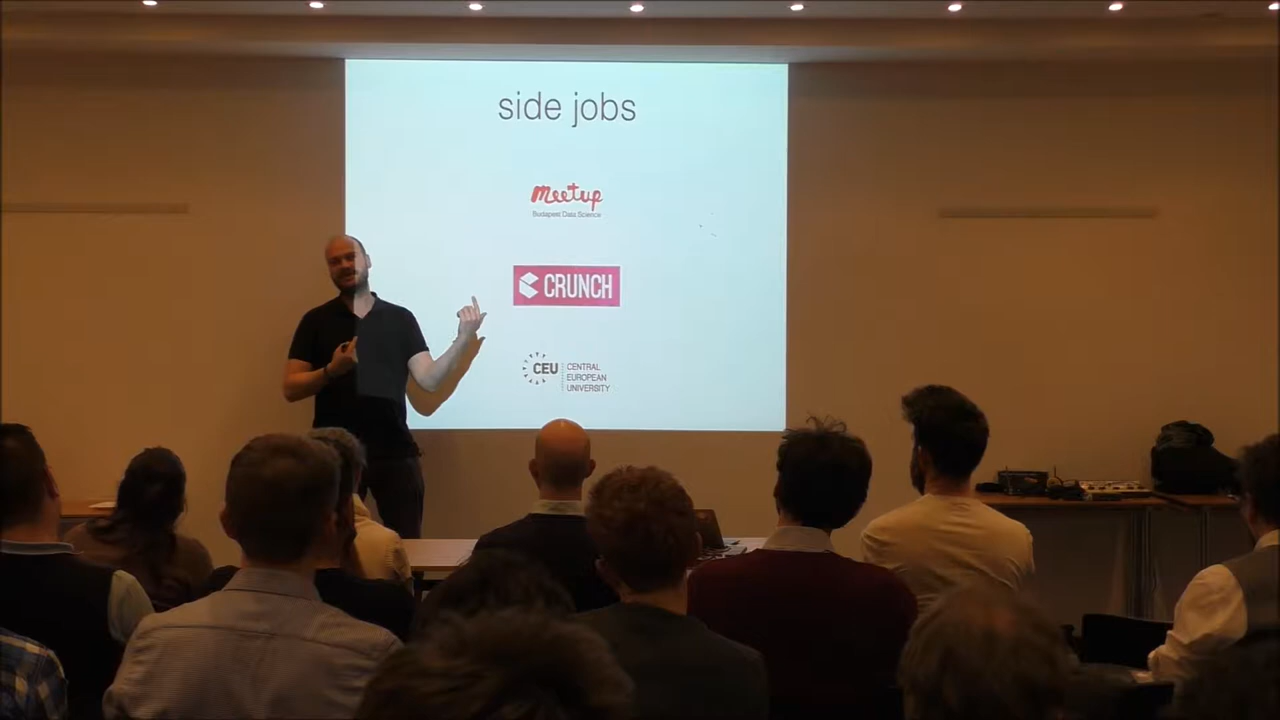 side jobs
meetup
Budapest Data Science
CRUNCH
CEU
CENTRAL
EUROPEAN
UNIVERSITY